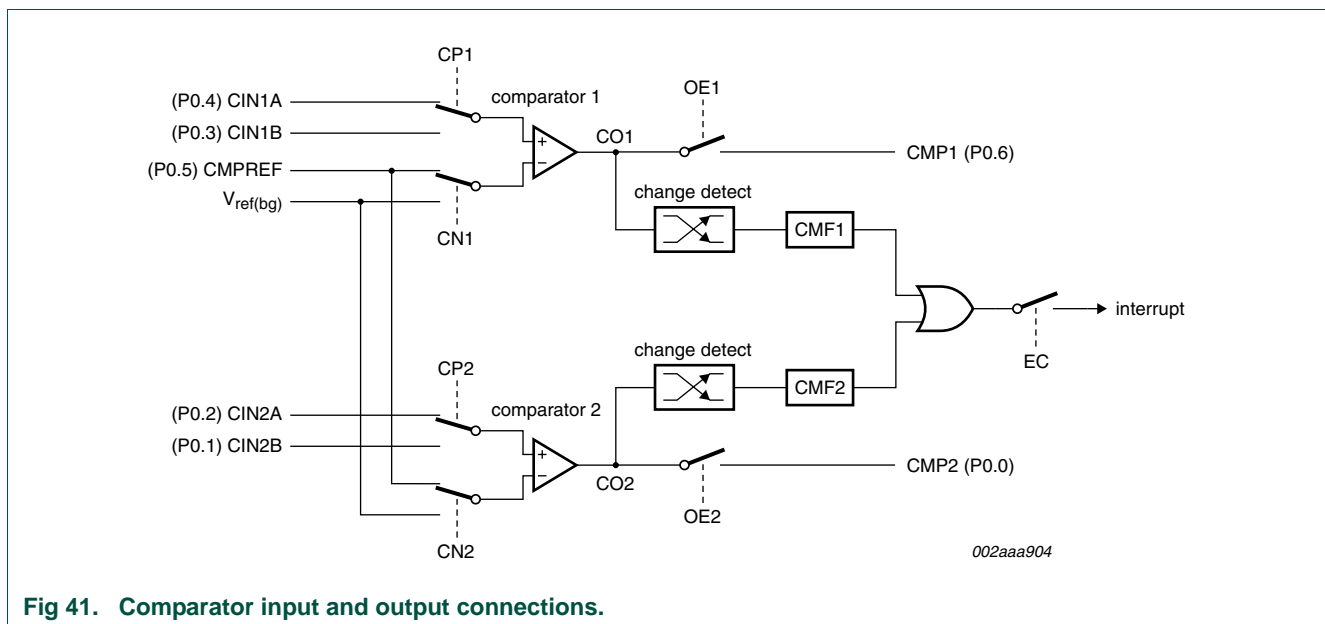 CP1
OE1
(P0.4) CIN1A
comparator 1
(P0.3) CIN1B
CO1
(P0.5) CMPREF
CMP1 (P0.6)
Vref(bg)
change detect
CN1
CMF1
interrupt
EC
change detect
CP2
CMF2
(P0.2) CIN2A
comparator 2
(P0.1) CIN2B
CMP2 (P0.0)
CO2
OE2
CN2
002aaa904
+
−
+
−
Fig 41. Comparator input and output connections.